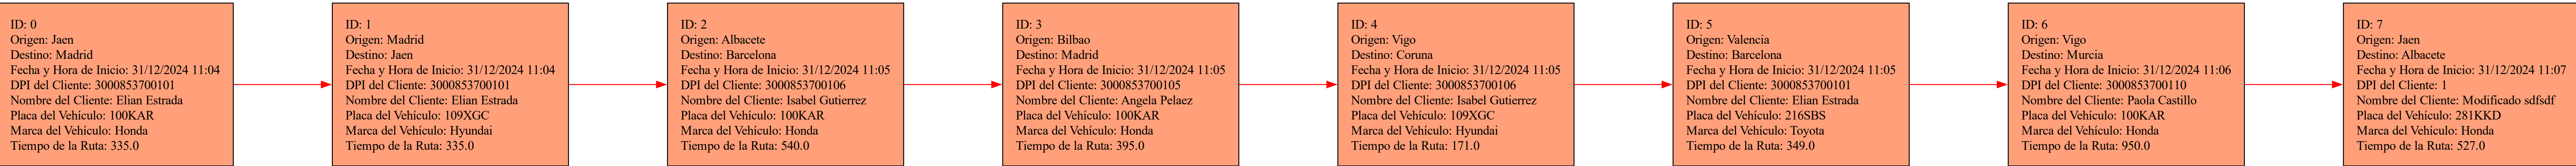 ID: 0
Origen: Jaen
Destino: Madrid
Fecha y Hora de Inicio: 31/12/2024 11:04
DPI del Cliente: 3000853700101
Nombre del Cliente: Elian Estrada
Placa del Vehículo: 100KAR
Marca del Vehículo: Honda
Tiempo de la Ruta: 335.0
ID: 1
Origen: Madrid
Destino: Jaen
Fecha y Hora de Inicio: 31/12/2024 11:04
DPI del Cliente: 3000853700101
Nombre del Cliente: Elian Estrada
Placa del Vehículo: 109XGC
Marca del Vehículo: Hyundai
Tiempo de la Ruta: 335.0
ID: 2
Origen: Albacete
Destino: Barcelona
Fecha y Hora de Inicio: 31/12/2024 11:05
DPI del Cliente: 3000853700106
Nombre del Cliente: Isabel Gutierrez
Placa del Vehículo: 100KAR
Marca del Vehículo: Honda
Tiempo de la Ruta: 540.0
ID: 3
Origen: Bilbao
Destino: Madrid
Fecha y Hora de Inicio: 31/12/2024 11:05
DPI del Cliente: 3000853700105
Nombre del Cliente: Angela Pelaez
Placa del Vehículo: 100KAR
Marca del Vehículo: Honda
Tiempo de la Ruta: 395.0
ID: 4
Origen: Vigo
Destino: Coruna
Fecha y Hora de Inicio: 31/12/2024 11:05
DPI del Cliente: 3000853700106
Nombre del Cliente: Isabel Gutierrez
Placa del Vehículo: 109XGC
Marca del Vehículo: Hyundai
Tiempo de la Ruta: 171.0
ID: 5
Origen: Valencia
Destino: Barcelona
Fecha y Hora de Inicio: 31/12/2024 11:05
DPI del Cliente: 3000853700101
Nombre del Cliente: Elian Estrada
Placa del Vehículo: 216SBS
Marca del Vehículo: Toyota
Tiempo de la Ruta: 349.0
ID: 6
Origen: Vigo
Destino: Murcia
Fecha y Hora de Inicio: 31/12/2024 11:06
DPI del Cliente: 3000853700110
Nombre del Cliente: Paola Castillo
Placa del Vehículo: 100KAR
Marca del Vehículo: Honda
Tiempo de la Ruta: 950.0
ID: 7
Origen: Jaen
Destino: Albacete
Fecha y Hora de Inicio: 31/12/2024 11:07
DPI del Cliente: 1
Nombre del Cliente: Modificado sdfsdf
Placa del Vehículo: 281KKD
Marca del Vehículo: Honda
Tiempo de la Ruta: 527.0